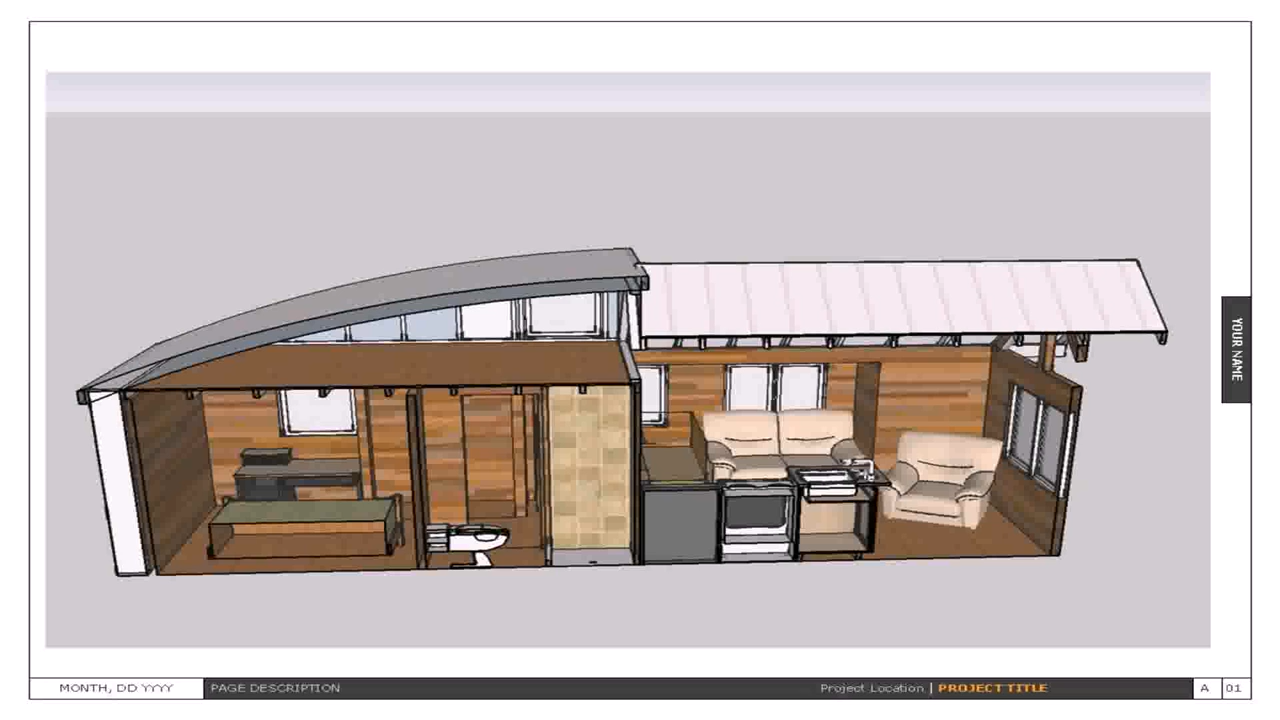 YOUR NAME
MONTH, DD YYYY
PAGE DESCRIPTION
Project Location | PROJECT TITLE
A 01